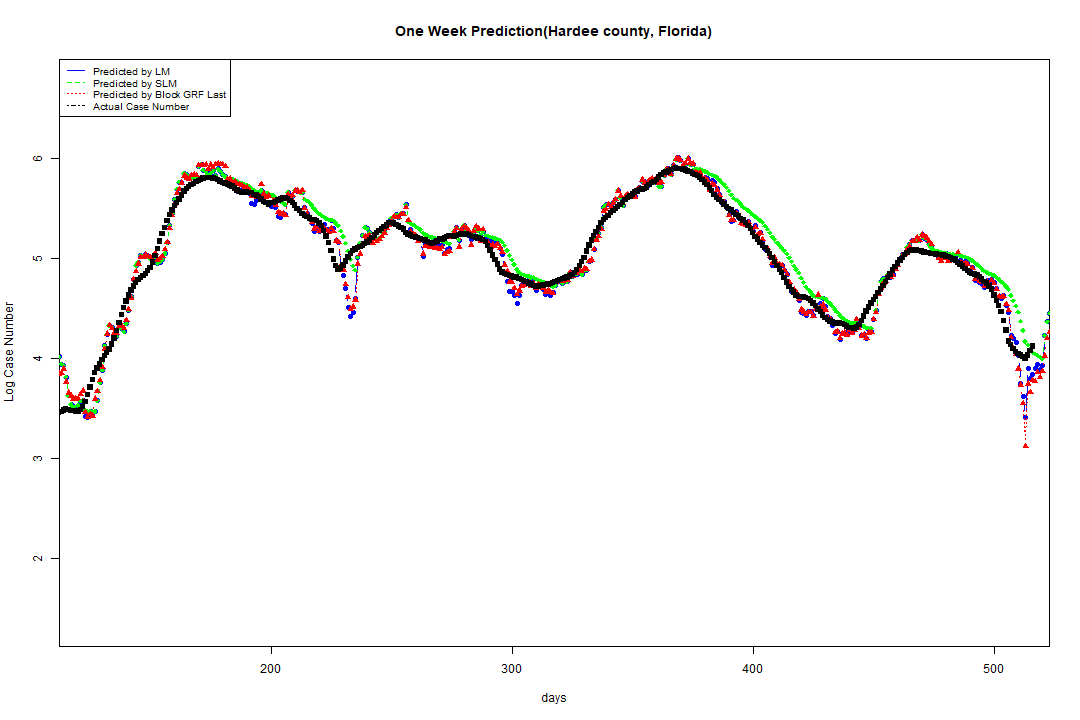 One Week Prediction(Hardee county, Florida)
Predicted by LM
Predicted by SLM
Predicted by Block GRF Last
Actual Case Number
6
5
4
3
2
Log Case Number
200
300
400
500
days